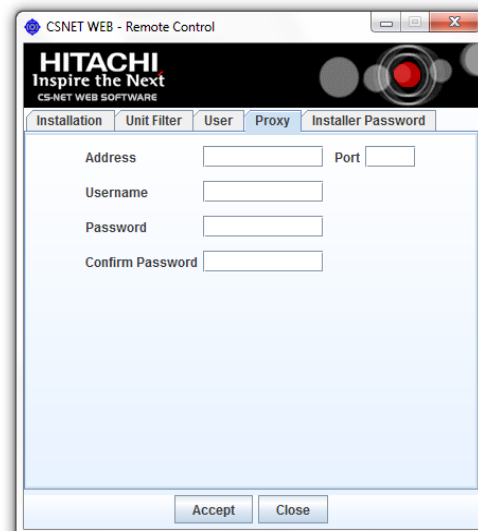 CSNET WEB - Remote Control
HITACHI
Inspire the Next
CS-NET WEB SOFTWARE
Installation Unit Filter User Proxy Installer Password
Address Port
Username
Password
Confirm Password
Accept Close